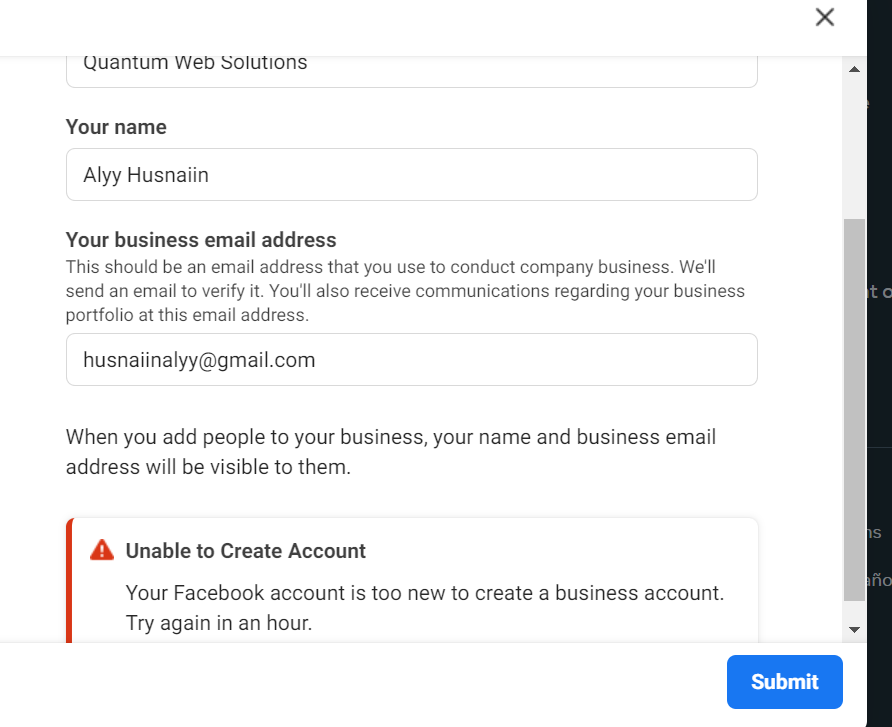 Quantum Web Solutions
Your name
Alyy Husnaiin
Your business email address
This should be an email address that you use to conduct company business. We'll
send an email to verify it. You'll also receive communications regarding your business
portfolio at this email address.
husnaiinalyy@gmail.com
When you add people to your business, your name and business email
address will be visible to them.
Unable to Create Account
Your Facebook account is too new to create a business account.
Try again in an hour.
Submit